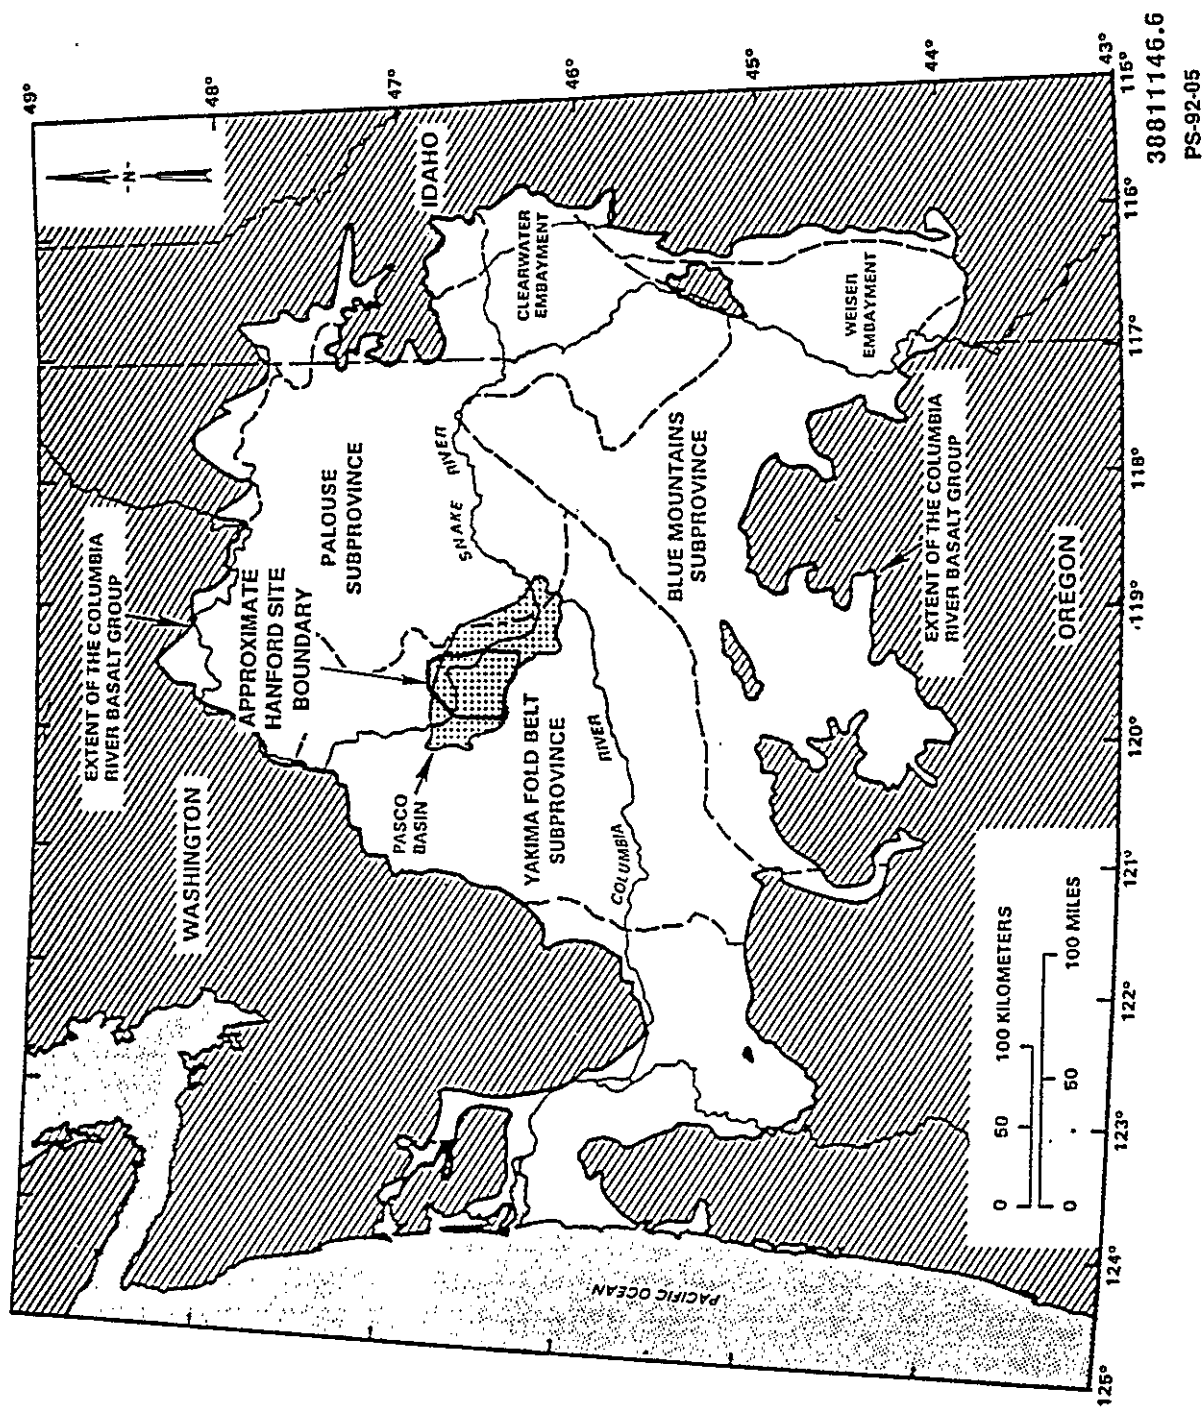 49°
48°
47°
46°
45°
44°
43°
-N-
IDAHO
CLEARWATER
EMBAYMENT
WEISER
EMBAYMENT
EXTENT OF THE COLUMBIA
RIVER BASALT GROUP
PALOUSE
SUBPROVINCE
SNAKE RIVER
APPROXIMATE
HANFORD SITE
BOUNDARY
BLUE MOUNTAINS
SUBPROVINCE
EXTENT OF THE COLUMBIA
RIVER BASALT GROUP
OREGON
WASHINGTON
PASCO
BASIN
YAKIMA FOLD BELT
SUBPROVINCE
COLUMBIA RIVER
PACIFIC OCEAN
0 50 100 KILOMETERS
0 50 100 MILES
125°
124°
123°
122°
121°
120°
119°
118°
117°
116°
115°
38811146.6
PS-92-05